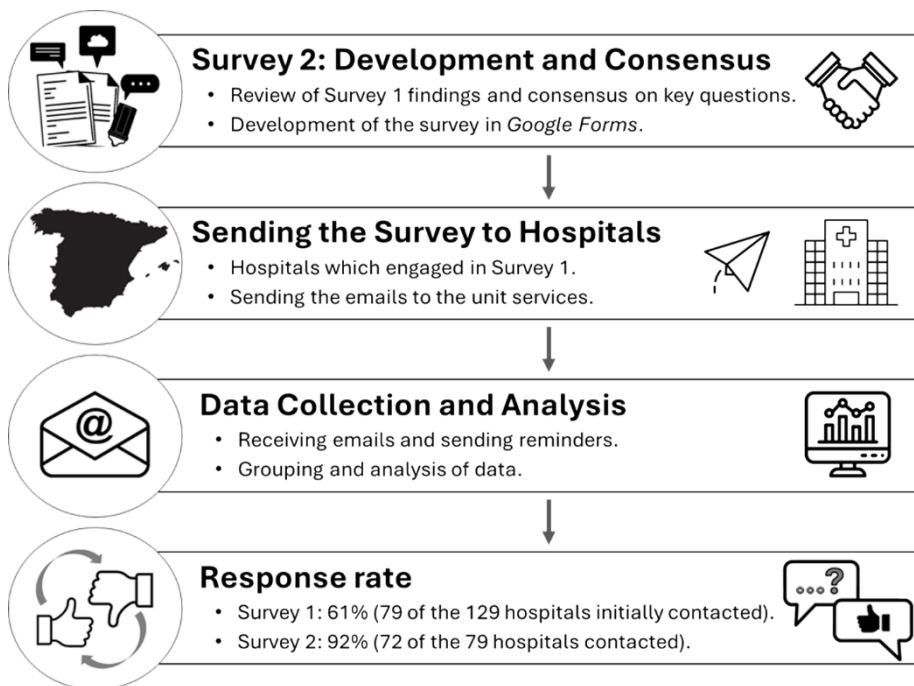 Survey 2: Development and Consensus
• Review of Survey 1 findings and consensus on key questions.
• Development of the survey in Google Forms.
Sending the Survey to Hospitals
• Hospitals which engaged in Survey 1.
• Sending the emails to the unit services.
@
Data Collection and Analysis
• Receiving emails and sending reminders.
• Grouping and analysis of data.
Response rate
• Survey 1: 61% (79 of the 129 hospitals initially contacted).
• Survey 2: 92% (72 of the 79 hospitals contacted).
...?